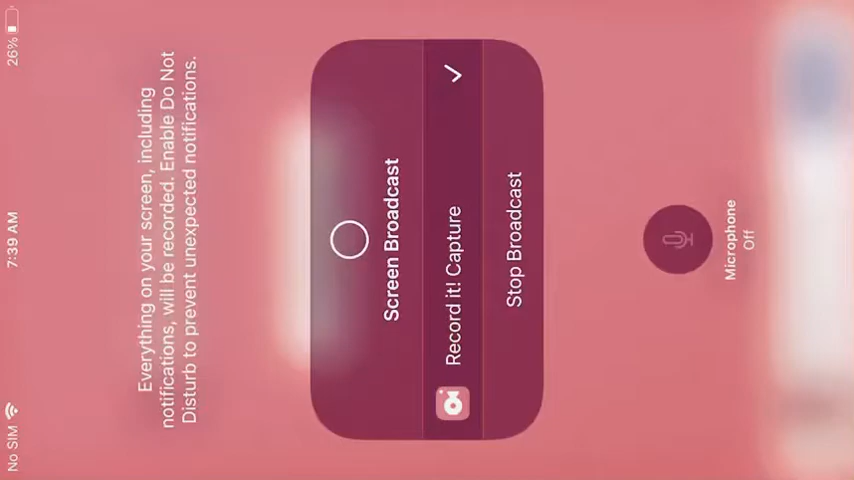 No SIM 7:39 AM 26%
Everything on your screen, including
notifications, will be recorded. Enable Do Not
Disturb to prevent unexpected notifications.
Screen Broadcast
Record it! Capture
Stop Broadcast
Microphone
Off